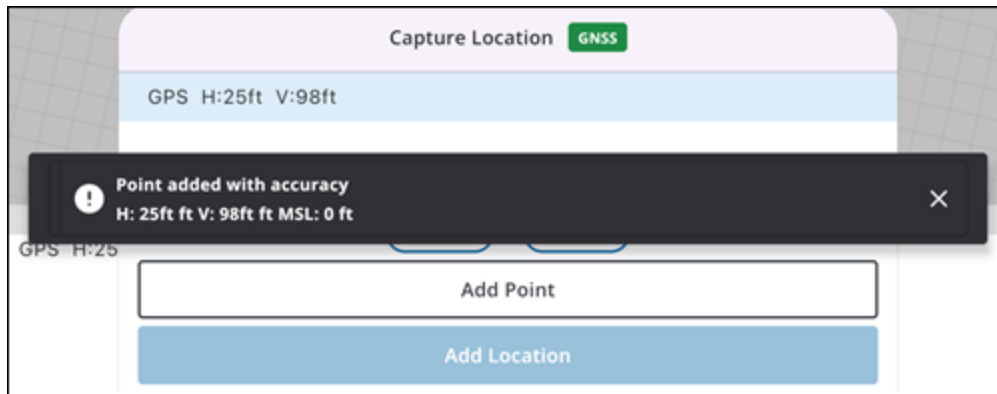 Capture Location GNSS
GPS H:25ft V:98ft
Point added with accuracy
H: 25ft ft V: 98ft ft MSL: 0 ft
GPS H:25
Add Point
Add Location